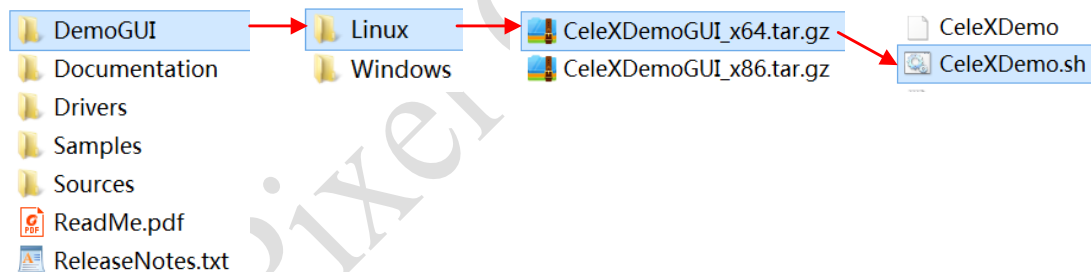 DemoGUI
Documentation
Drivers
Samples
Sources
ReadMe.pdf
ReleaseNotes.txt
Linux
Windows
CeleXDemoGUI_x64.tar.gz
CeleXDemoGUI_x86.tar.gz
CeleXDemo
CeleXDemo.sh
Pixel